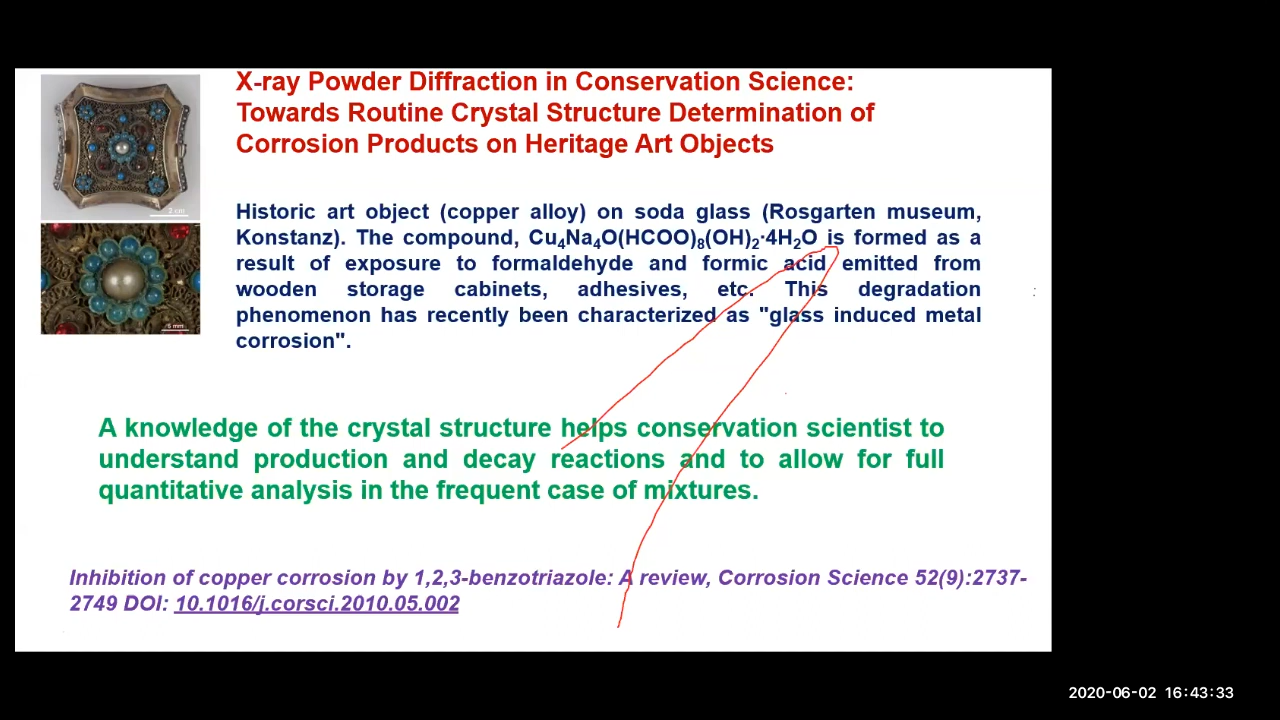 X-ray Powder Diffraction in Conservation Science:
Towards Routine Crystal Structure Determination of
Corrosion Products on Heritage Art Objects
2 cm
Historic art object (copper alloy) on soda glass (Rosgarten museum,
Konstanz). The compound, Cu₄Na₄O(HCOO)₈(OH)₂·4H₂O is formed as a
result of exposure to formaldehyde and formic acid emitted from
wooden storage cabinets, adhesives, etc. This degradation
phenomenon has recently been characterized as "glass induced metal
corrosion".
5 mm
A knowledge of the crystal structure helps conservation scientist to
understand production and decay reactions and to allow for full
quantitative analysis in the frequent case of mixtures.
Inhibition of copper corrosion by 1,2,3-benzotriazole: A review, Corrosion Science 52(9):2737-
2749 DOI: 10.1016/j.corsci.2010.05.002
2020-06-02 16:43:33